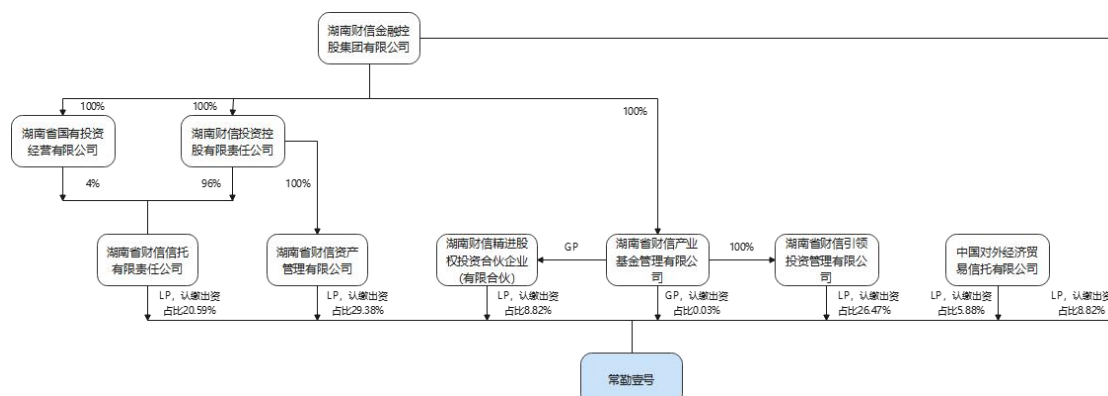 湖南财信金融控
股集团有限公司
100%
100%
100%
湖南省国有投资
经营有限公司
湖南财信投资控
股有限责任公司
4%
96%
100%
湖南省财信信托
有限责任公司
湖南省财信资产
管理有限公司
湖南财信精进股
权投资合伙企业
(有限合伙)
GP
湖南省财信产业
基金管理有限公
司
100%
湖南省财信引领
投资管理有限公
司
中国对外经济贸
易信托有限公司
LP，认缴出资
占比20.59%
LP，认缴出资
占比29.38%
LP，认缴出资
占比8.82%
GP，认缴出资
占比0.03%
LP，认缴出资
占比26.47%
LP，认缴出资
占比5.88%
LP，认缴出资
占比8.82%
常勤壹号